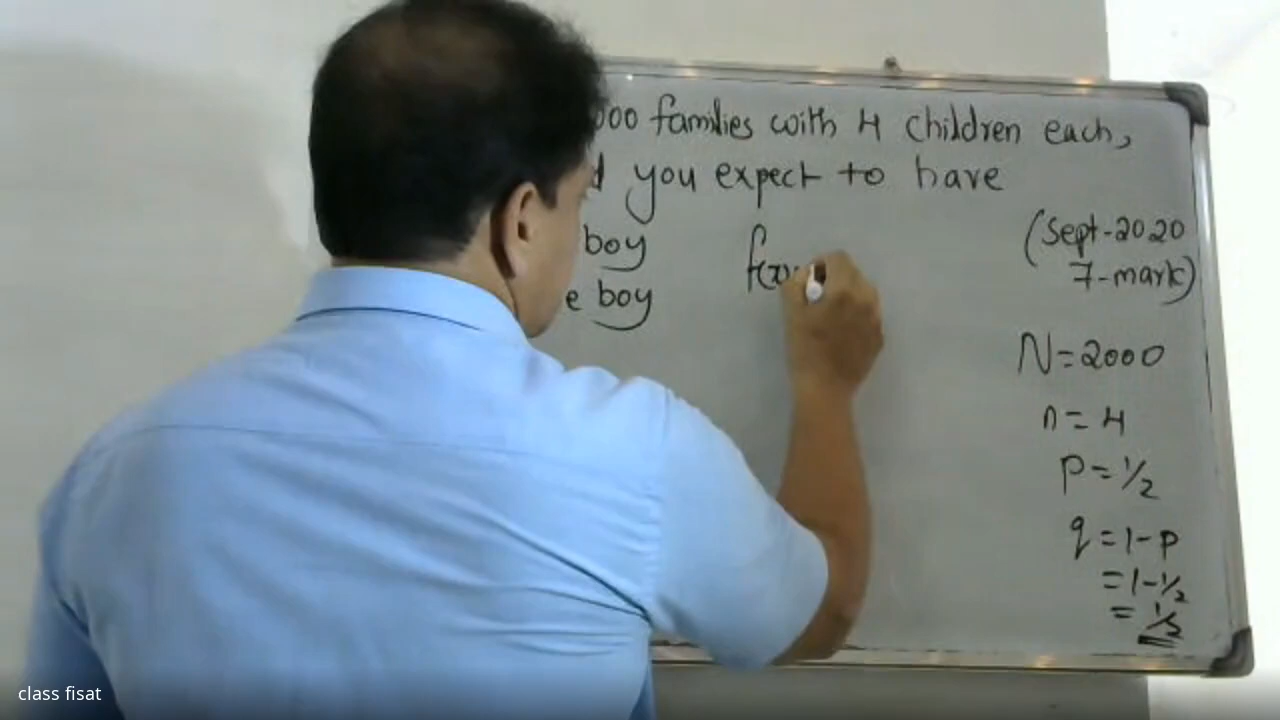 000 families with 4 children each,
d you expect to have
boy
e boy
f(x)
(Sept-2020
7-mark)
N=2000
n=4
P=1/2
q=1-p
=1-1/2
=1/2
class fisat